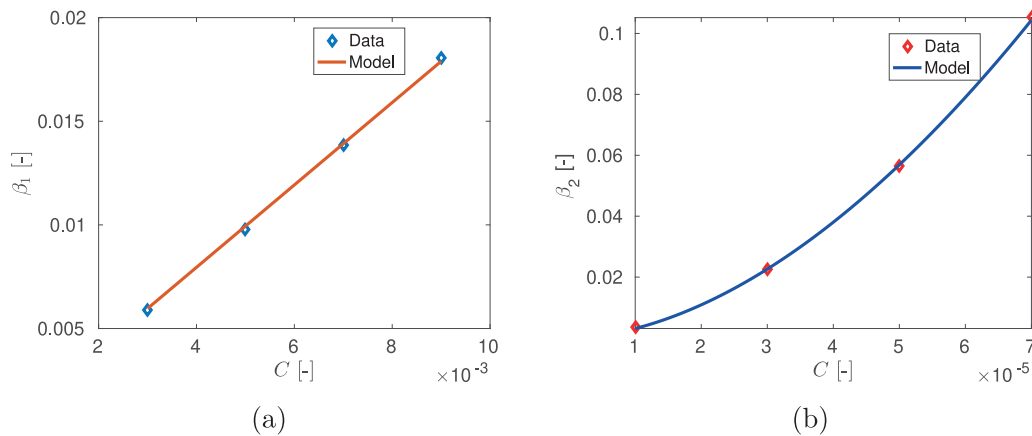 0.02
0.015
0.01
0.005
β₁ [-]
Data
Model
2
4
6
8
10
C [-]
×10⁻³
(a)
0.1
0.08
0.06
0.04
0.02
β₂ [-]
Data
Model
1
2
3
4
5
6
7
C [-]
×10⁻⁵
(b)